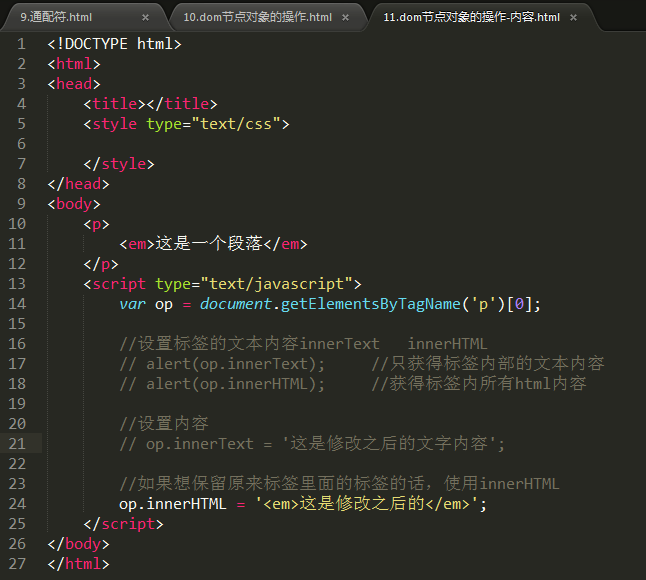 9.通配符.html × 10.dom节点对象的操作.html × 11.dom节点对象的操作-内容.html ×
1 <!DOCTYPE html>
2 <html>
3 <head>
4 <title></title>
5 <style type="text/css">
6
7 </style>
8 </head>
9 <body>
10 <p>
11 <em>这是一个段落</em>
12 </p>
13 <script type="text/javascript">
14 var op = document.getElementsByTagName('p')[0];
15
16 //设置标签的文本内容innerText innerHTML
17 // alert(op.innerText); //只获得标签内部的文本内容
18 // alert(op.innerHTML); //获得标签内所有html内容
19
20 //设置内容
21 // op.innerText = '这是修改之后的文字内容';
22
23 //如果想保留原来标签里面的标签的话，使用innerHTML
24 op.innerHTML = '<em>这是修改之后的</em>';
25 </script>
26 </body>
27 </html>